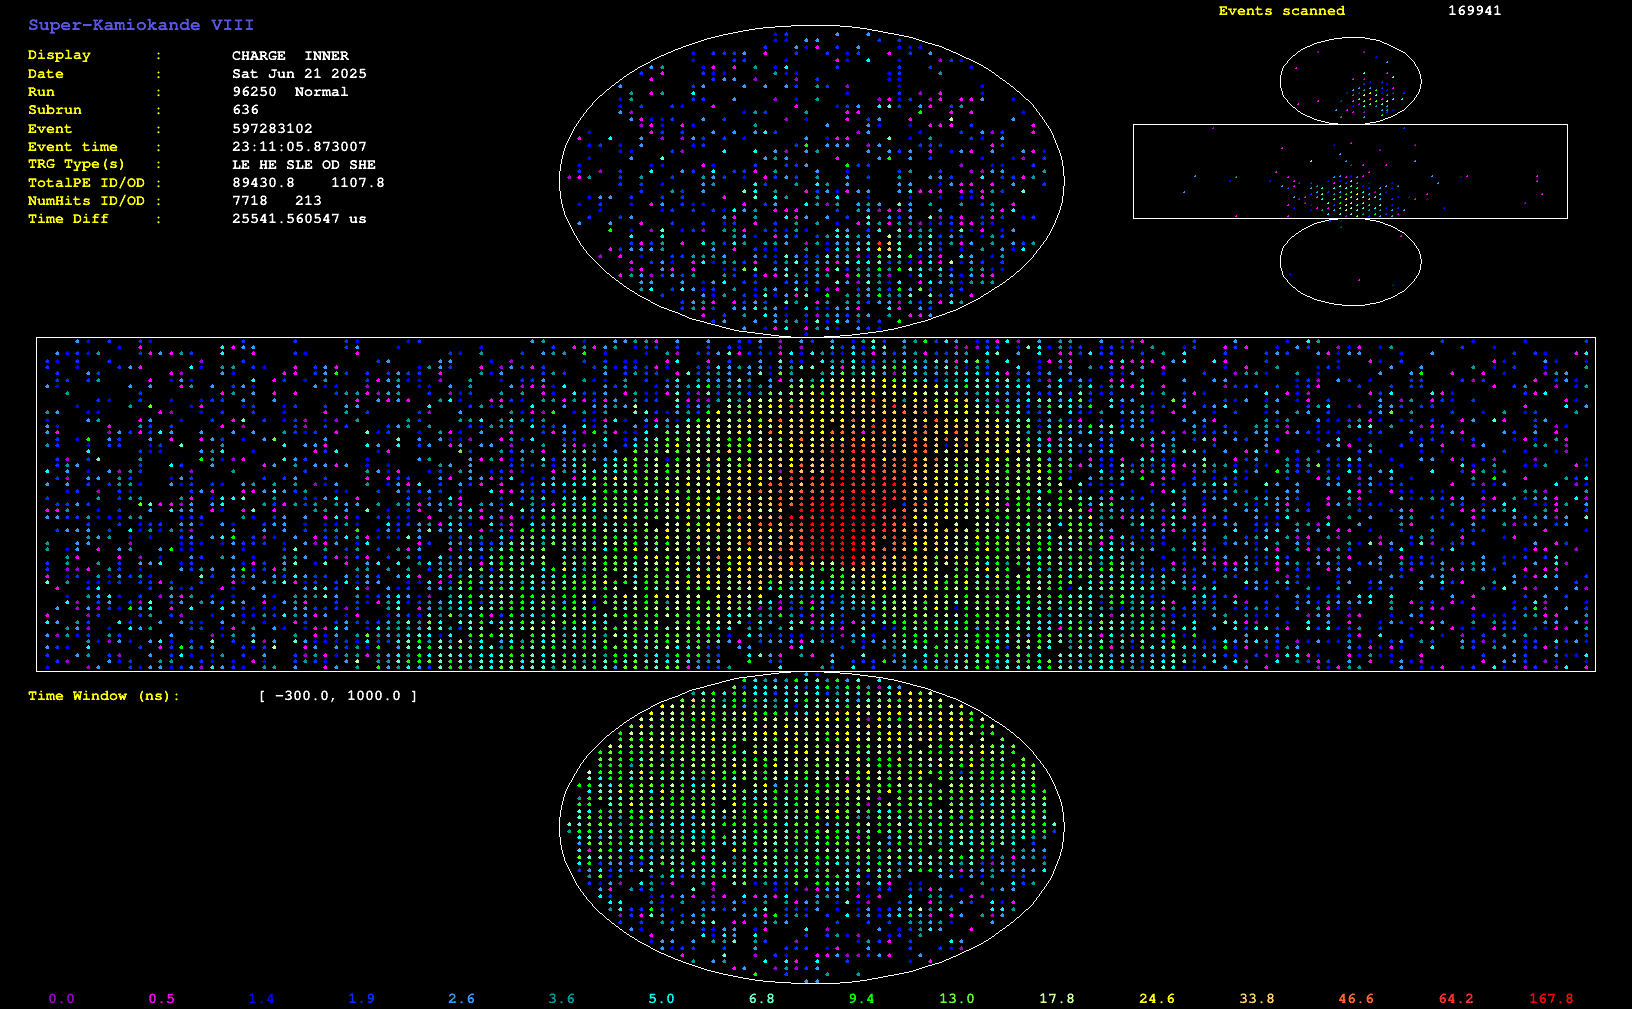 Super-Kamiokande VIII
Events scanned 169941
Display : CHARGE INNER
Date : Sat Jun 21 2025
Run : 96250 Normal
Subrun : 636
Event : 597283102
Event time : 23:11:05.873007
TRG Type(s) : LE HE SLE OD SHE
TotalPE ID/OD : 89430.8 1107.8
NumHits ID/OD : 7718 213
Time Diff : 25541.560547 us
Time Window (ns): [ -300.0, 1000.0 ]
0.0 0.5 1.4 1.9 2.6 3.6 5.0 6.8 9.4 13.0 17.8 24.6 33.8 46.6 64.2 167.8